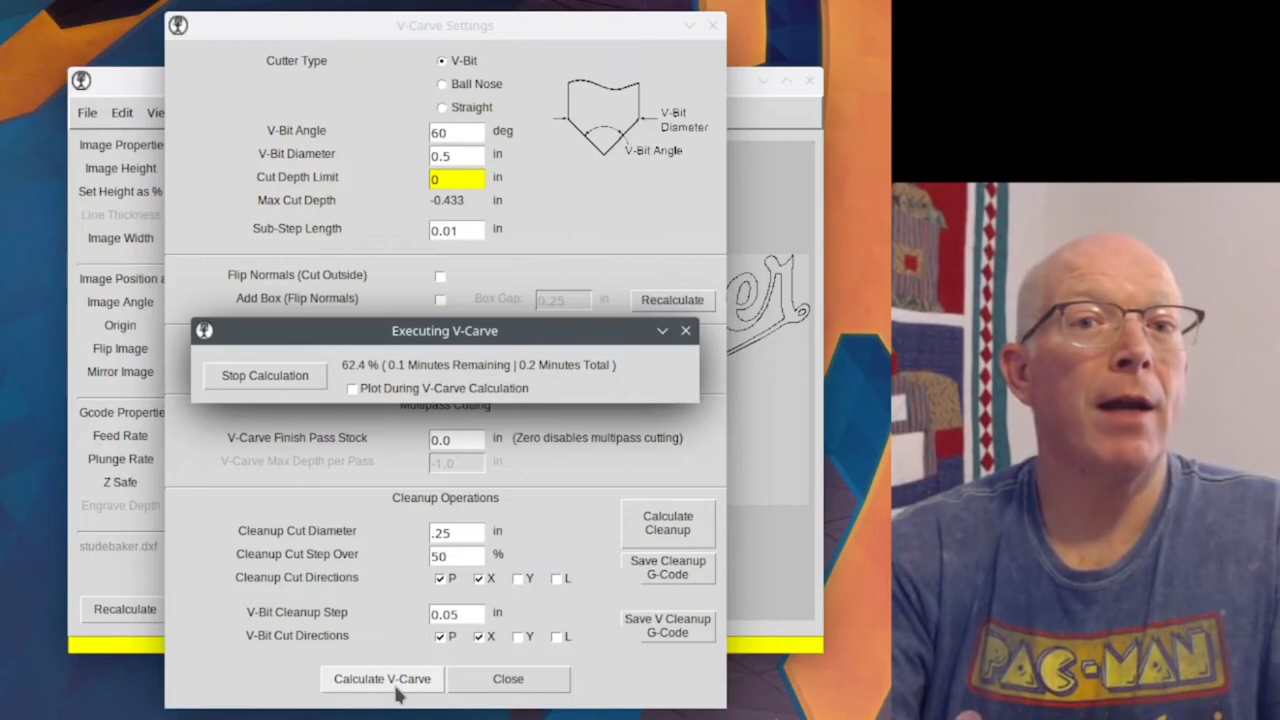 V-Carve Settings
Cutter Type
V-Bit
Ball Nose
Straight
V-Bit Diameter
V-Bit Angle
V-Bit Angle 60 deg
V-Bit Diameter 0.5 in
Cut Depth Limit 0 in
Max Cut Depth -0.433 in
Sub-Step Length 0.01 in
Flip Normals (Cut Outside)
Add Box (Flip Normals) Box Gap: 0.25 in Recalculate
Executing V-Carve
Stop Calculation
62.4 % ( 0.1 Minutes Remaining | 0.2 Minutes Total )
Plot During V-Carve Calculation
Multipass Cutting
V-Carve Finish Pass Stock 0.0 in (Zero disables multipass cutting)
V-Carve Max Depth per Pass -1.0 in
Cleanup Operations
Cleanup Cut Diameter .25 in
Cleanup Cut Step Over 50 %
Cleanup Cut Directions P X Y L
Calculate
Cleanup
Save Cleanup
G-Code
V-Bit Cleanup Step 0.05 in
V-Bit Cut Directions P X Y L
Save V Cleanup
G-Code
Calculate V-Carve Close
File Edit Vie
Image Propertie
Image Height
Set Height as %
Line Thickness
Image Width
Image Position a
Image Angle
Origin
Flip Image
Mirror Image
Gcode Propertie
Feed Rate
Plunge Rate
Z Safe
Engrave Depth
studebaker.dxf
Recalculate
er
PAC-MAN